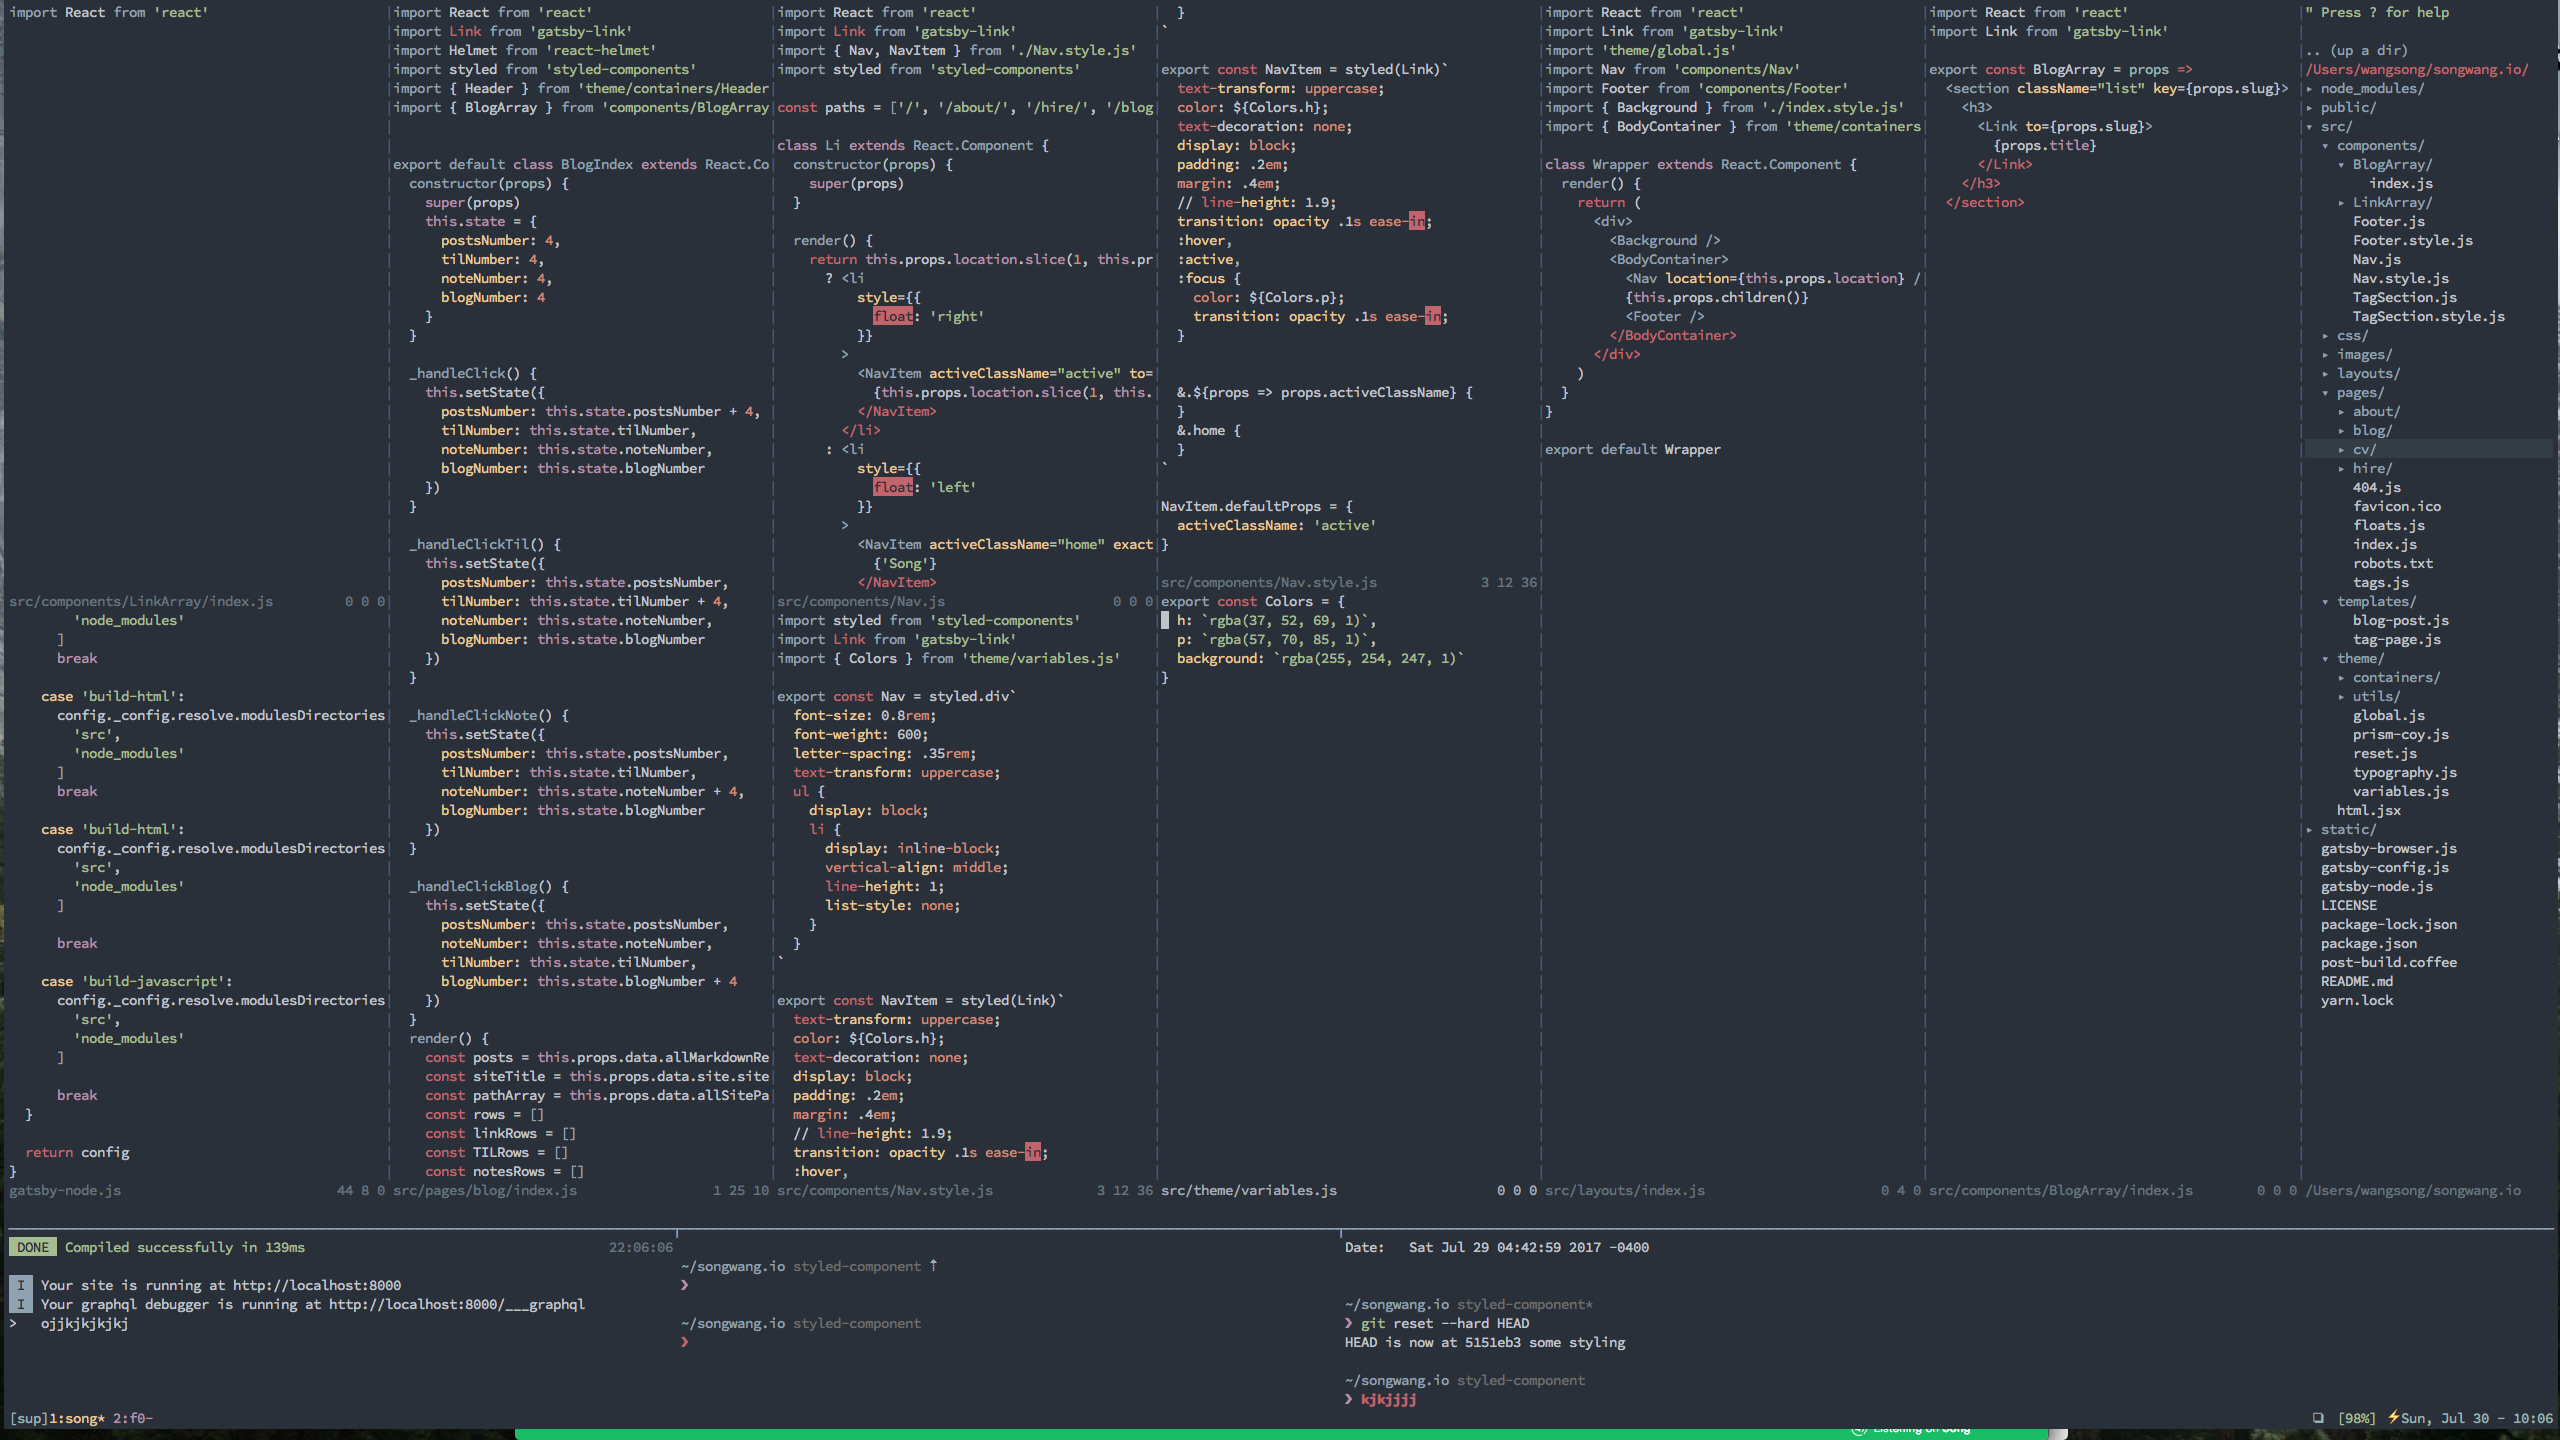 import React from 'react'
src/components/LinkArray/index.js 0 0 0
'node_modules'
]
break
case 'build-html':
config._config.resolve.modulesDirectories
'src',
'node_modules'
]
break
case 'build-html':
config._config.resolve.modulesDirectories
'src',
'node_modules'
]
break
case 'build-javascript':
config._config.resolve.modulesDirectories
'src',
'node_modules'
]
break
}
return config
}
gatsby-node.js 44 8 0
import React from 'react'
import Link from 'gatsby-link'
import Helmet from 'react-helmet'
import styled from 'styled-components'
import { Header } from 'theme/containers/Header
import { BlogArray } from 'components/BlogArray
export default class BlogIndex extends React.Co
constructor(props) {
super(props)
this.state = {
postsNumber: 4,
tilNumber: 4,
noteNumber: 4,
blogNumber: 4
}
}
_handleClick() {
this.setState({
postsNumber: this.state.postsNumber + 4,
tilNumber: this.state.tilNumber,
noteNumber: this.state.noteNumber,
blogNumber: this.state.blogNumber
})
}
_handleClickTil() {
this.setState({
postsNumber: this.state.postsNumber,
tilNumber: this.state.tilNumber + 4,
noteNumber: this.state.noteNumber,
blogNumber: this.state.blogNumber
})
}
_handleClickNote() {
this.setState({
postsNumber: this.state.postsNumber,
tilNumber: this.state.tilNumber,
noteNumber: this.state.noteNumber + 4,
blogNumber: this.state.blogNumber
})
}
_handleClickBlog() {
this.setState({
postsNumber: this.state.postsNumber,
noteNumber: this.state.noteNumber,
tilNumber: this.state.tilNumber,
blogNumber: this.state.blogNumber + 4
})
}
render() {
const posts = this.props.data.allMarkdownRe
const siteTitle = this.props.data.site.site
const pathArray = this.props.data.allSitePa
const rows = []
const linkRows = []
const TILRows = []
const notesRows = []
src/pages/blog/index.js 1 25 10
import React from 'react'
import Link from 'gatsby-link'
import { Nav, NavItem } from './Nav.style.js'
import styled from 'styled-components'
const paths = ['/', '/about/', '/hire/', '/blog
class Li extends React.Component {
constructor(props) {
super(props)
}
render() {
return this.props.location.slice(1, this.pr
? <li
style={{
float: 'right'
}}
>
<NavItem activeClassName="active" to=
{this.props.location.slice(1, this.
</NavItem>
</li>
: <li
style={{
float: 'left'
}}
>
<NavItem activeClassName="home" exact
{'Song'}
</NavItem>
src/components/Nav.js 0 0 0
import styled from 'styled-components'
import Link from 'gatsby-link'
import { Colors } from 'theme/variables.js'
export const Nav = styled.div`
font-size: 0.8rem;
font-weight: 600;
letter-spacing: .35rem;
text-transform: uppercase;
ul {
display: block;
li {
display: inline-block;
vertical-align: middle;
line-height: 1;
list-style: none;
}
}
`
export const NavItem = styled(Link)`
text-transform: uppercase;
color: ${Colors.h};
text-decoration: none;
display: block;
padding: .2em;
margin: .4em;
// line-height: 1.9;
transition: opacity .1s ease-in;
:hover,
src/components/Nav.style.js 3 12 36
}
`
export const NavItem = styled(Link)`
text-transform: uppercase;
color: ${Colors.h};
text-decoration: none;
display: block;
padding: .2em;
margin: .4em;
// line-height: 1.9;
transition: opacity .1s ease-in;
:hover,
:active,
:focus {
color: ${Colors.p};
transition: opacity .1s ease-in;
}
&.${props => props.activeClassName} {
}
&.home {
}
`
NavItem.defaultProps = {
activeClassName: 'active'
}
src/components/Nav.style.js 3 12 36
export const Colors = {
h: `rgba(37, 52, 69, 1)`,
p: `rgba(57, 70, 85, 1)`,
background: `rgba(255, 254, 247, 1)`
}
src/theme/variables.js 0 0 0
import React from 'react'
import Link from 'gatsby-link'
import 'theme/global.js'
import Nav from 'components/Nav'
import Footer from 'components/Footer'
import { Background } from './index.style.js'
import { BodyContainer } from 'theme/containers
class Wrapper extends React.Component {
render() {
return (
<div>
<Background />
<BodyContainer>
<Nav location={this.props.location} /
{this.props.children()}
<Footer />
</BodyContainer>
</div>
)
}
}
export default Wrapper
src/layouts/index.js 0 4 0
import React from 'react'
import Link from 'gatsby-link'
export const BlogArray = props =>
<section className="list" key={props.slug}>
<h3>
<Link to={props.slug}>
{props.title}
</Link>
</h3>
</section>
src/components/BlogArray/index.js 0 0 0
" Press ? for help
.. (up a dir)
/Users/wangsong/songwang.io/
▸ node_modules/
▸ public/
▾ src/
▾ components/
▾ BlogArray/
index.js
▸ LinkArray/
Footer.js
Footer.style.js
Nav.js
Nav.style.js
TagSection.js
TagSection.style.js
▸ css/
▸ images/
▸ layouts/
▾ pages/
▸ about/
▸ blog/
▸ cv/
▸ hire/
404.js
favicon.ico
floats.js
index.js
robots.txt
tags.js
▾ templates/
blog-post.js
tag-page.js
▾ theme/
▸ containers/
▸ utils/
global.js
prism-coy.js
reset.js
typography.js
variables.js
html.jsx
▸ static/
gatsby-browser.js
gatsby-config.js
gatsby-node.js
LICENSE
package-lock.json
package.json
post-build.coffee
README.md
yarn.lock
/Users/wangsong/songwang.io
DONE Compiled successfully in 139ms 22:06:06
I Your site is running at http://localhost:8000
I Your graphql debugger is running at http://localhost:8000/___graphql
> ojjkjkjkjkj
~/songwang.io styled-component ↑
❯
~/songwang.io styled-component
❯
Date: Sat Jul 29 04:42:59 2017 -0400
~/songwang.io styled-component*
❯ git reset --hard HEAD
HEAD is now at 5151eb3 some styling
~/songwang.io styled-component
❯ kjkjjjj
[sup]1:song* 2:f0- ❏ [98%] ⚡Sun, Jul 30 - 10:06